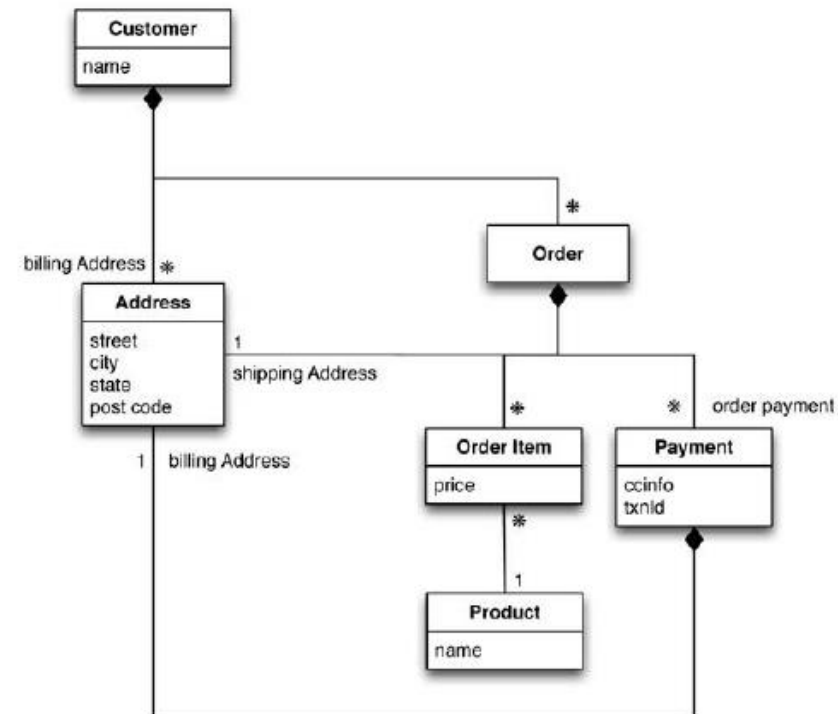 Customer
name
*
Order
billing Address *
Address
street
city
state
post code
1
shipping Address
*
* order payment
Order Item
price
Payment
ccinfo
txnId
1 billing Address
*
1
Product
name